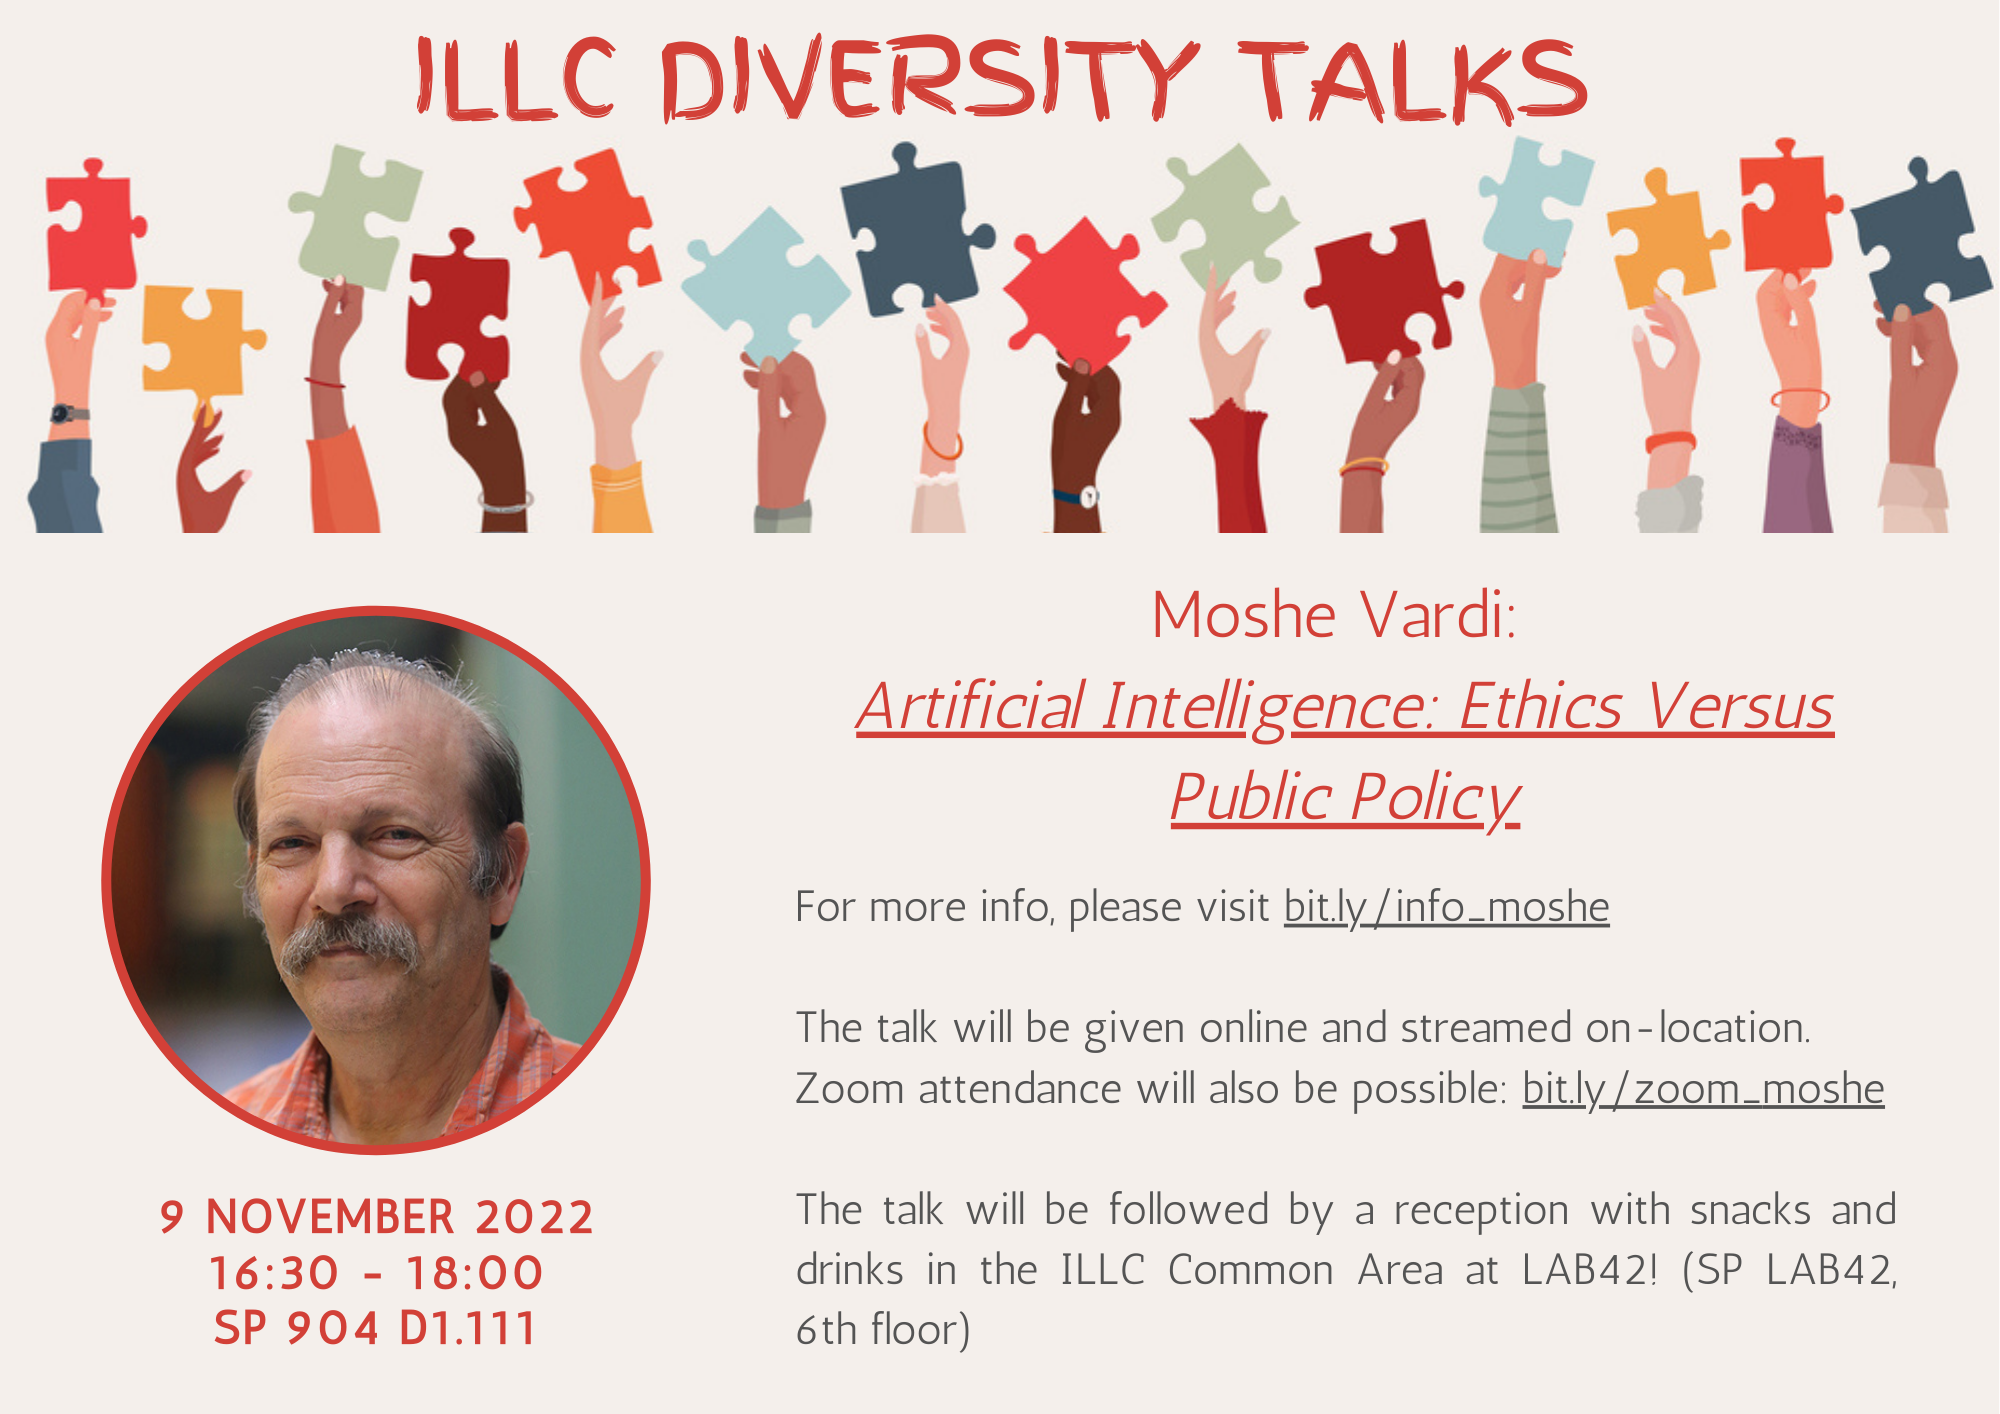 ILLC DIVERSITY TALKS
Moshe Vardi:
Artificial Intelligence: Ethics Versus
Public Policy
For more info, please visit bit.ly/info_moshe
The talk will be given online and streamed on-location.
Zoom attendance will also be possible: bit.ly/zoom_moshe
The talk will be followed by a reception with snacks and
drinks in the ILLC Common Area at LAB42! (SP LAB42,
6th floor)
9 NOVEMBER 2022
16:30 - 18:00
SP 904 D1.111